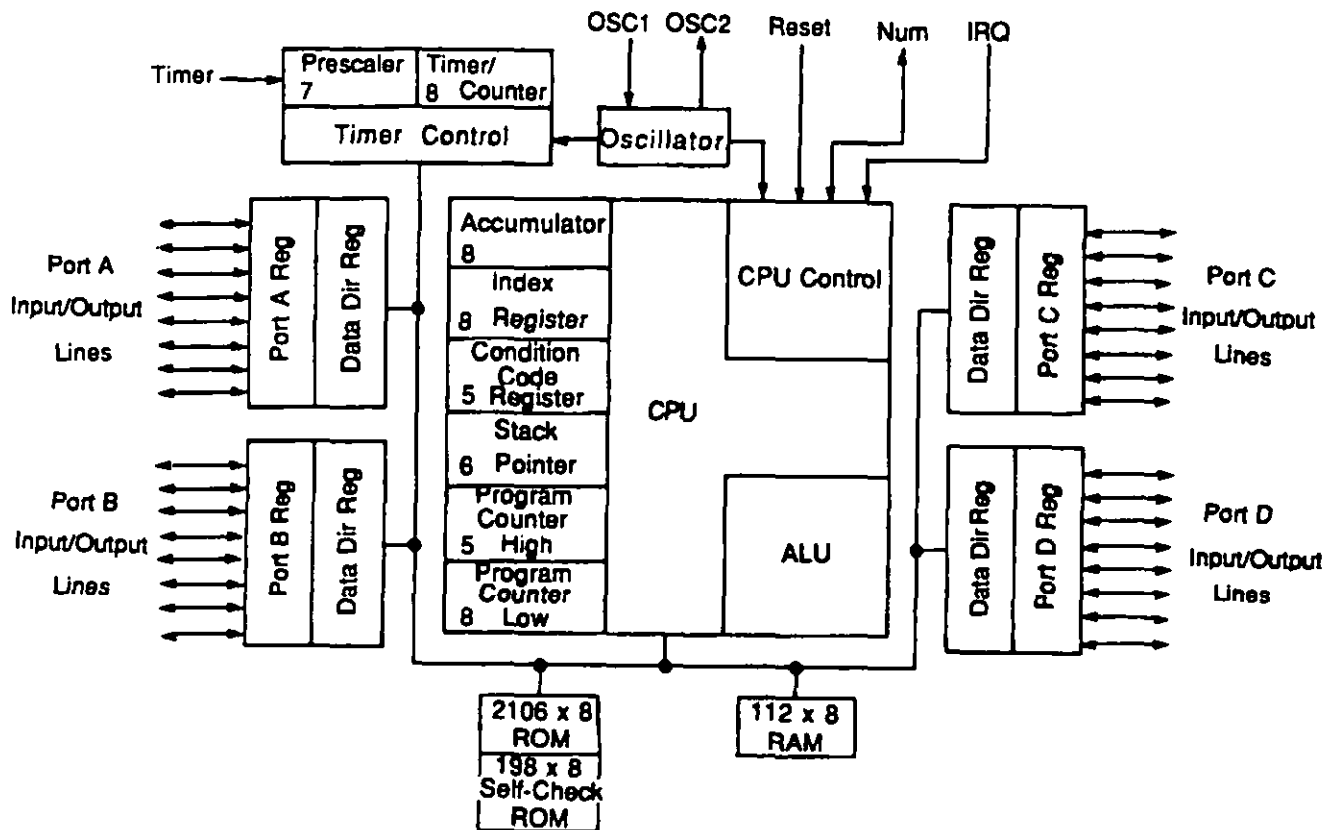 OSC1 OSC2 Reset Num IRQ
Timer
Prescaler
7
Timer/
8 Counter
Timer Control
Oscillator
Port A
Input/Output
Lines
Port A Reg
Data Dir Reg
Port B
Input/Output
Lines
Port B Reg
Data Dir Reg
Accumulator
8
Index
8 Register
Condition
Code
5 Register
Stack
6 Pointer
Program
Counter
5 High
Program
Counter
8 Low
CPU
CPU Control
ALU
Data Dir Reg
Port C Reg
Port C
Input/Output
Lines
Data Dir Reg
Port D Reg
Port D
Input/Output
Lines
2106 x 8
ROM
198 x 8
Self-Check
ROM
112 x 8
RAM